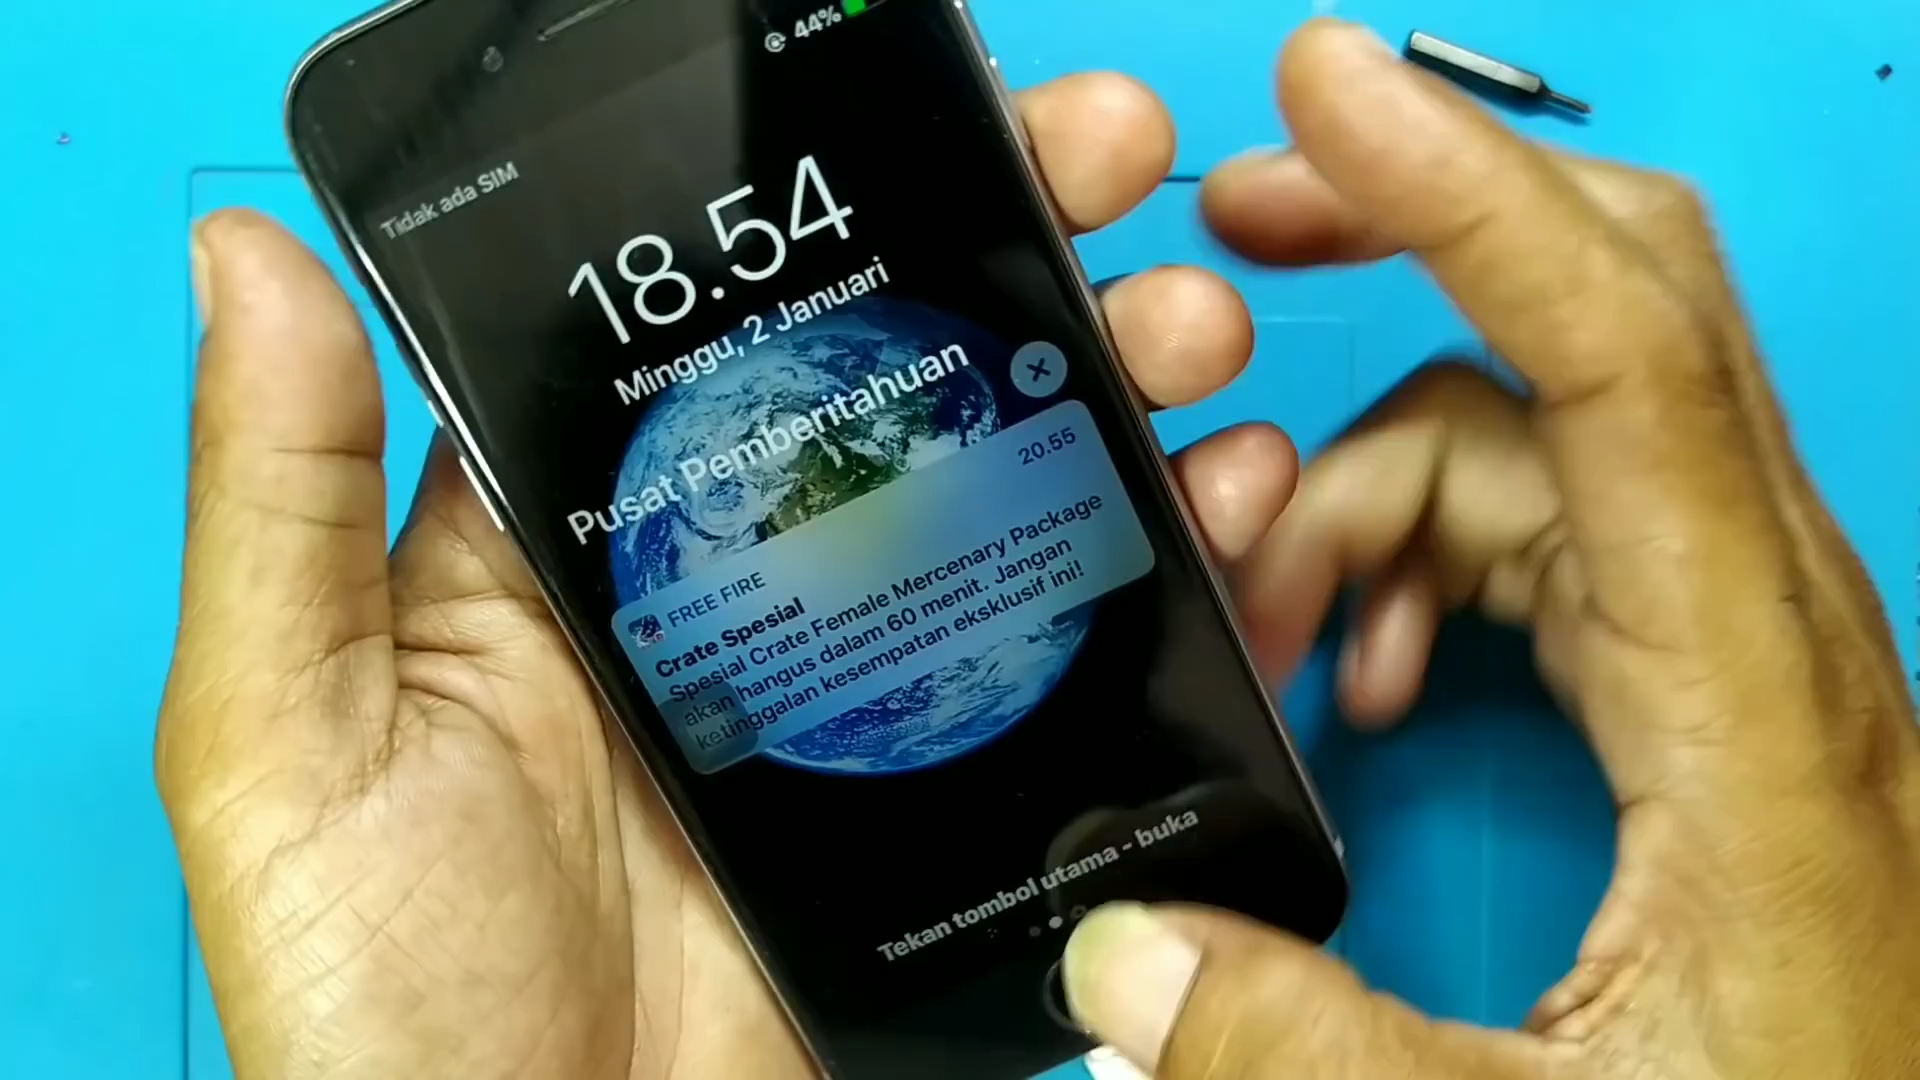 44%
Tidak ada SIM
18.54
Minggu, 2 Januari
Pusat Pemberitahuan
FREE FIRE
20.55
Crate Spesial
Spesial Crate Female Mercenary Package
akan hangus dalam 60 menit. Jangan
ketinggalan kesempatan eksklusif ini!
Tekan tombol utama - buka